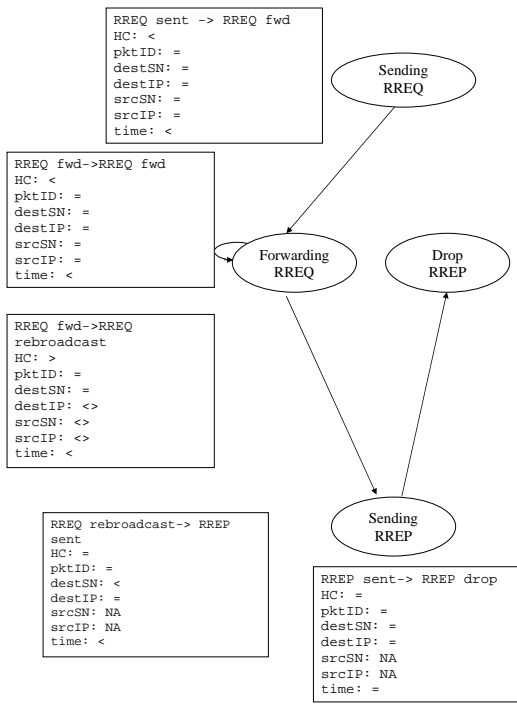 RREQ sent -> RREQ fwd
HC: <
pktID: =
destSN: =
destIP: =
srcSN: =
srcIP: =
time: <
Sending
RREQ
RREQ fwd->RREQ fwd
HC: <
pktID: =
destSN: =
destIP: =
srcSN: =
srcIP: =
time: <
Forwarding
RREQ
Drop
RREP
RREQ fwd->RREQ
rebroadcast
HC: >
pktID: =
destSN: =
destIP: <>
srcSN: <>
srcIP: <>
time: <
Sending
RREP
RREQ rebroadcast-> RREP
sent
HC: =
pktID: =
destSN: <
destIP: =
srcSN: NA
srcIP: NA
time: <
RREP sent-> RREP drop
HC: =
pktID: =
destSN: =
destIP: =
srcSN: NA
srcIP: NA
time: =